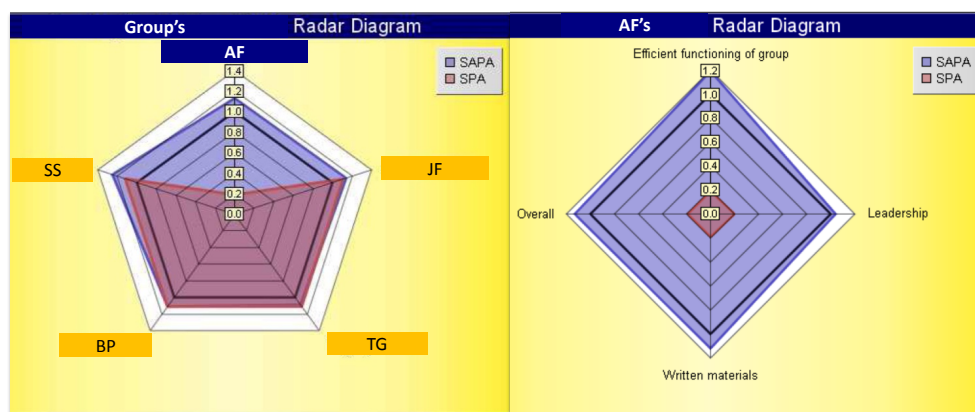 Group's Radar Diagram
AF
SAPA
SPA
1.4
1.2
1.0
0.8
0.6
0.4
0.2
0.0
SS
JF
BP
TG
AF's Radar Diagram
Efficient functioning of group
SAPA
SPA
1.2
1.0
0.8
0.6
0.4
0.2
0.0
Overall
Leadership
Written materials